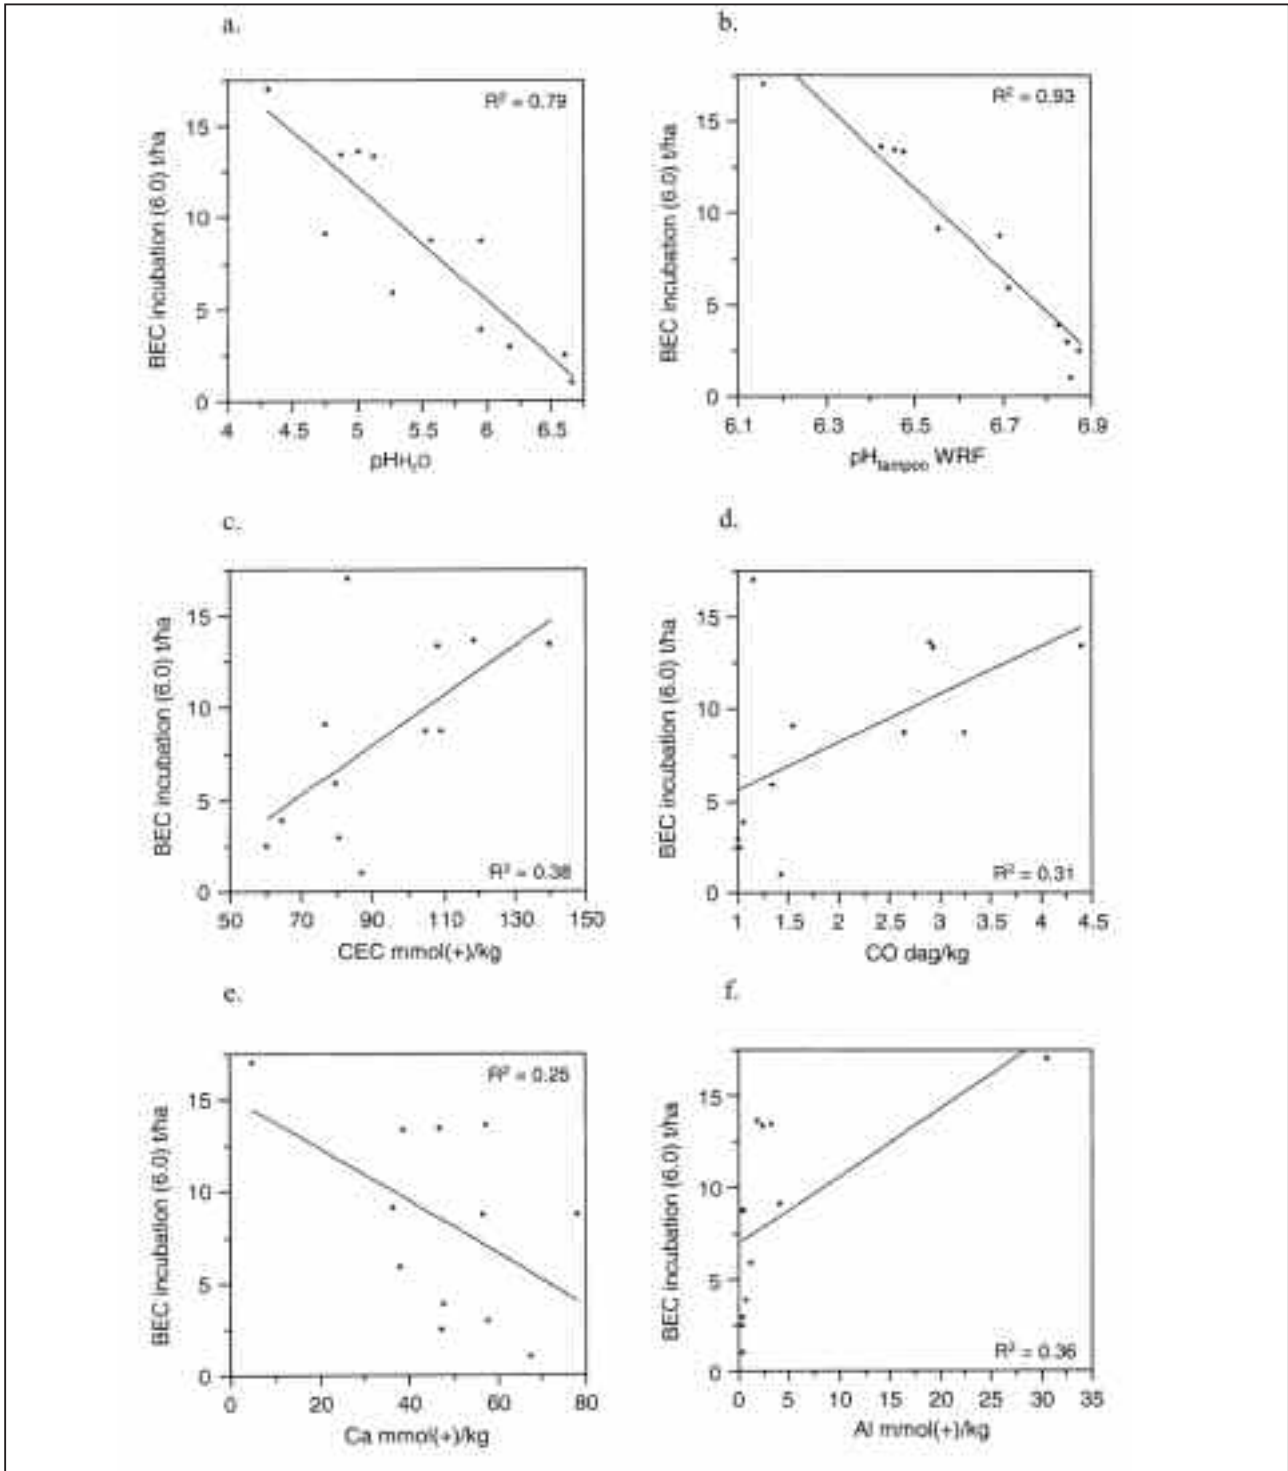 a.
R² = 0.79
BEC incubation (6.0) t/ha
15
10
5
0
4 4.5 5 5.5 6 6.5
pHH₂O
b.
R² = 0.93
BEC incubation (6.0) t/ha
15
10
5
0
6.1 6.3 6.5 6.7 6.9
pHtampon WRF
c.
BEC incubation (6.0) t/ha
15
10
5
0
R² = 0.38
50 70 90 110 130 150
CEC mmol(+)/kg
d.
BEC incubation (6.0) t/ha
15
10
5
0
R² = 0.31
1 1.5 2 2.5 3 3.5 4 4.5
CO dag/kg
e.
R² = 0.25
BEC incubation (6.0) t/ha
15
10
5
0
0 20 40 60 80
Ca mmol(+)/kg
f.
BEC incubation (6.0) t/ha
15
10
5
0
R² = 0.36
0 5 10 15 20 25 30 35
Al mmol(+)/kg